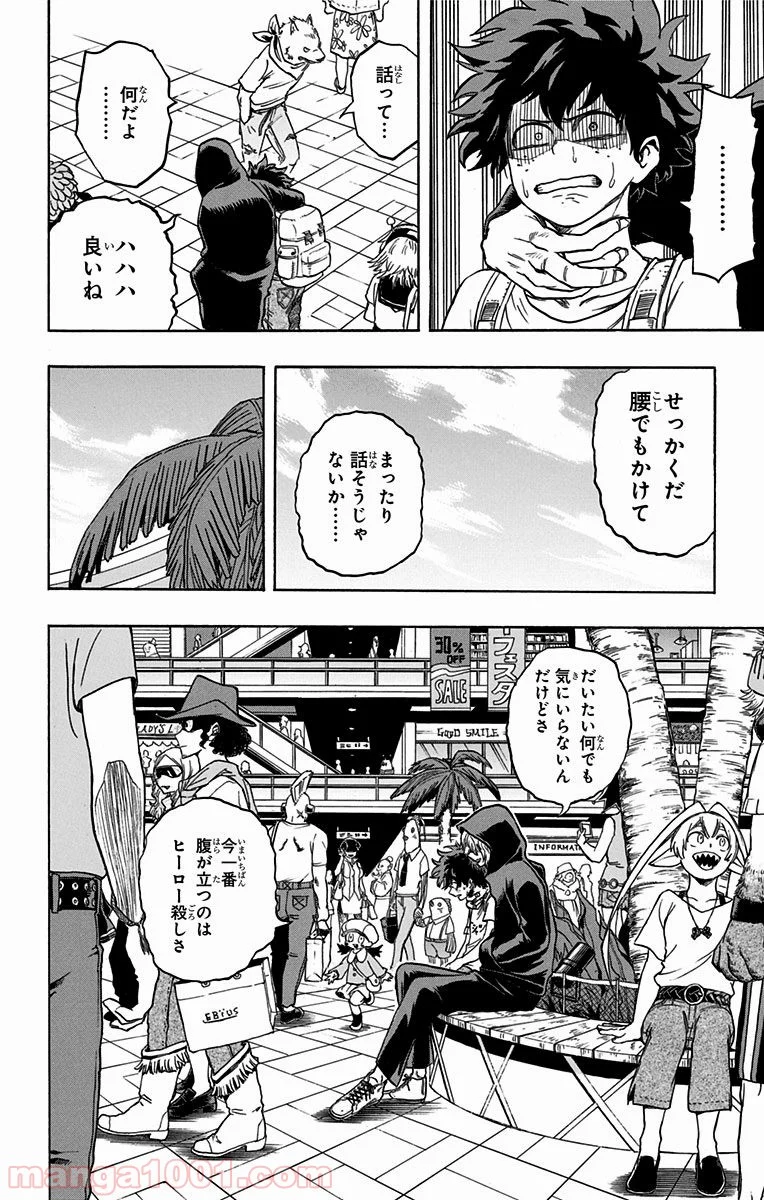 ………
話って…
何だよ
………
ハハハ
良いね
せっかくだ
腰でもかけて
まったり
話そうじゃ
ないか……
だいたい何でも
気にいらないん
だけどさ
今一番
腹が立つのは
ヒーロー殺しさ
30%
OFF
SALE
フェスタ
GOOD SMILE
INFORMAT
EBiUS
manga1001.com